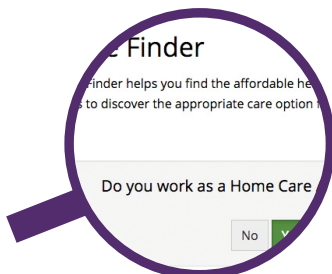 Finder
Finder helps you find the affordable
to discover the appropriate care option
Do you work as a Home Care
No